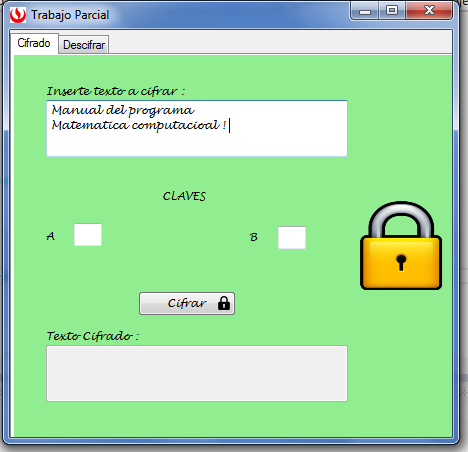 Trabajo Parcial
Cifrado
Descifrar
Inserte texto a cifrar :
Manual del programa
Matematica computacioal !
CLAVES
A
B
Cifrar
Texto Cifrado :